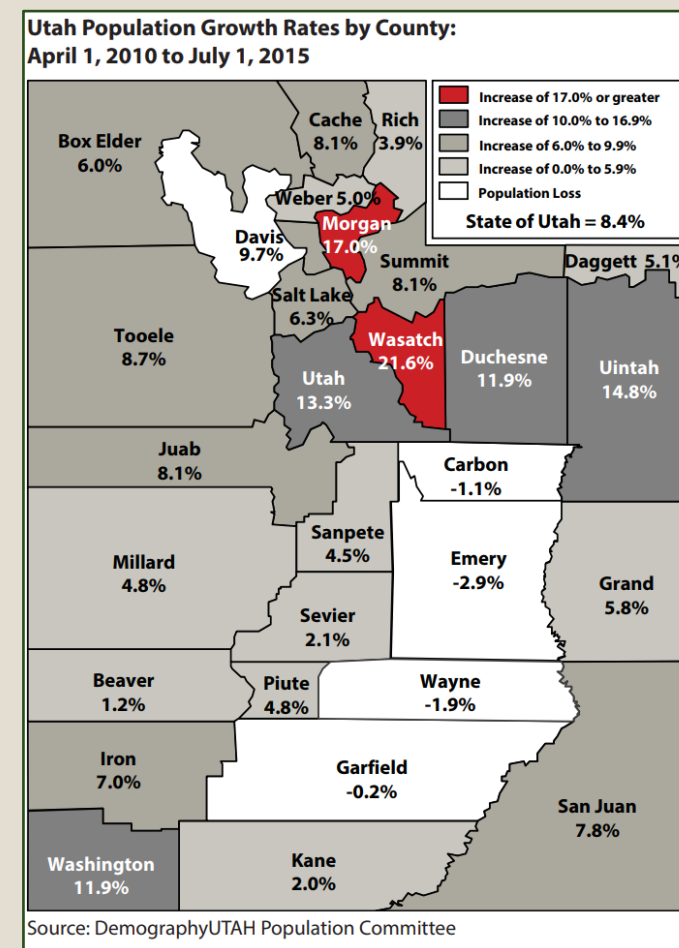 Utah Population Growth Rates by County:
April 1, 2010 to July 1, 2015
Increase of 17.0% or greater
Increase of 10.0% to 16.9%
Increase of 6.0% to 9.9%
Increase of 0.0% to 5.9%
Population Loss
State of Utah = 8.4%
Box Elder
6.0%
Cache
8.1%
Rich
3.9%
Weber 5.0%
Morgan
17.0%
Davis
9.7%
Summit
8.1%
Daggett 5.1%
Salt Lake
6.3%
Tooele
8.7%
Wasatch
21.6%
Duchesne
11.9%
Uintah
14.8%
Utah
13.3%
Juab
8.1%
Carbon
-1.1%
Sanpete
4.5%
Millard
4.8%
Emery
-2.9%
Grand
5.8%
Sevier
2.1%
Beaver
1.2%
Piute
4.8%
Wayne
-1.9%
Iron
7.0%
Garfield
-0.2%
San Juan
7.8%
Washington
11.9%
Kane
2.0%
Source: DemographyUTAH Population Committee